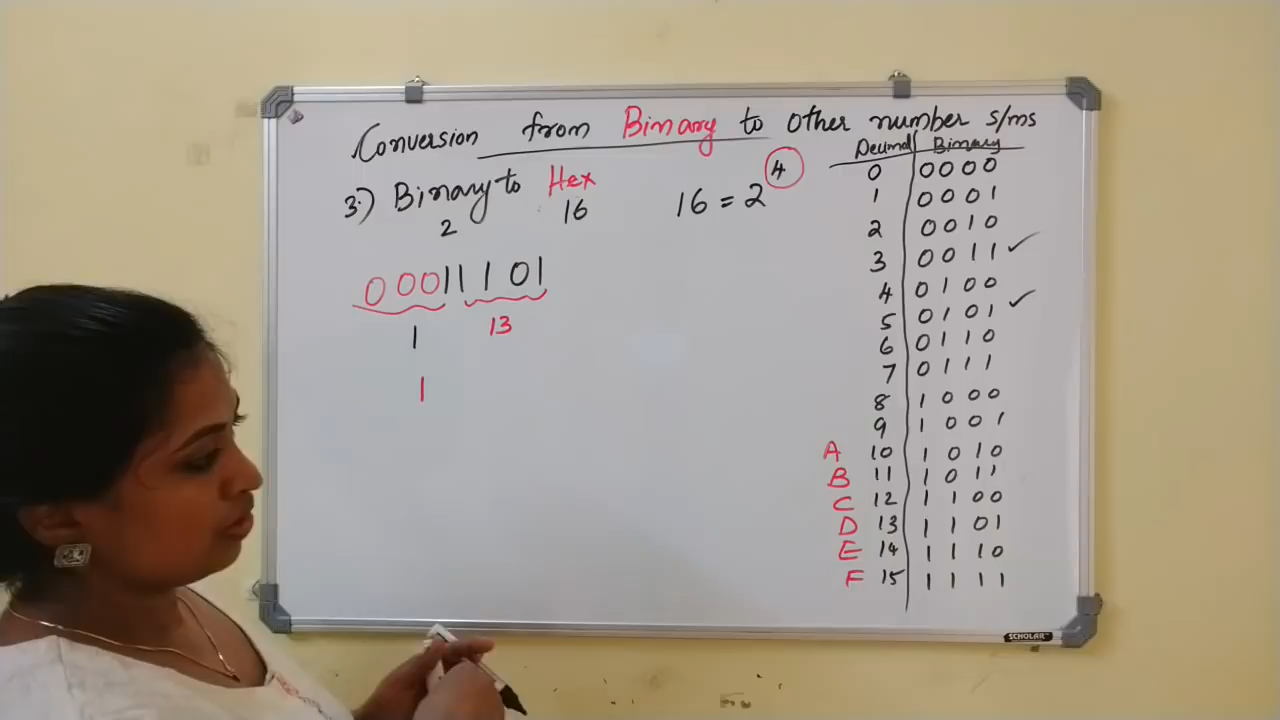 Conversion from Binary to other number s/ms
3.) Binary to Hex 16 = 2^4
2 16
00011101
1 13
1
Decimal Binary
0 0000
1 0001
2 0010
3 0011 ✓
4 0100
5 0101 ✓
6 0110
7 0111
8 1000
9 1001
A 10 1010
B 11 1011
C 12 1100
D 13 1101
E 14 1110
F 15 1111
SCHOLAR